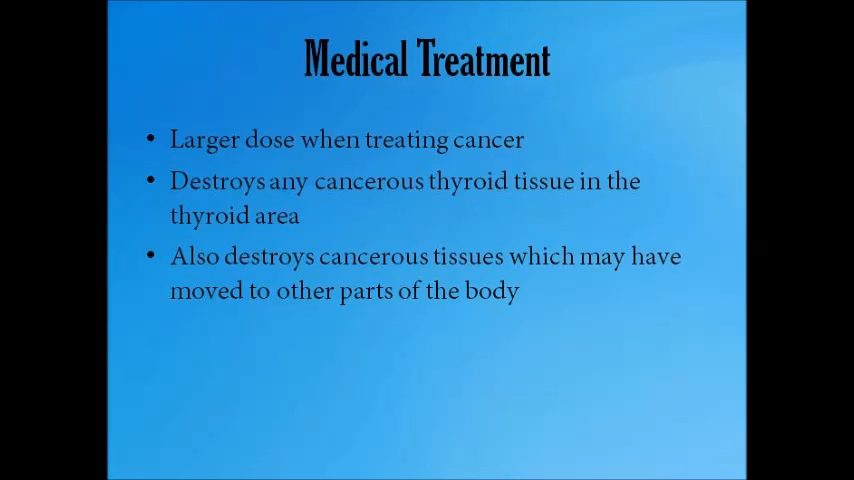 Medical Treatment
• Larger dose when treating cancer
• Destroys any cancerous thyroid tissue in the
thyroid area
• Also destroys cancerous tissues which may have
moved to other parts of the body